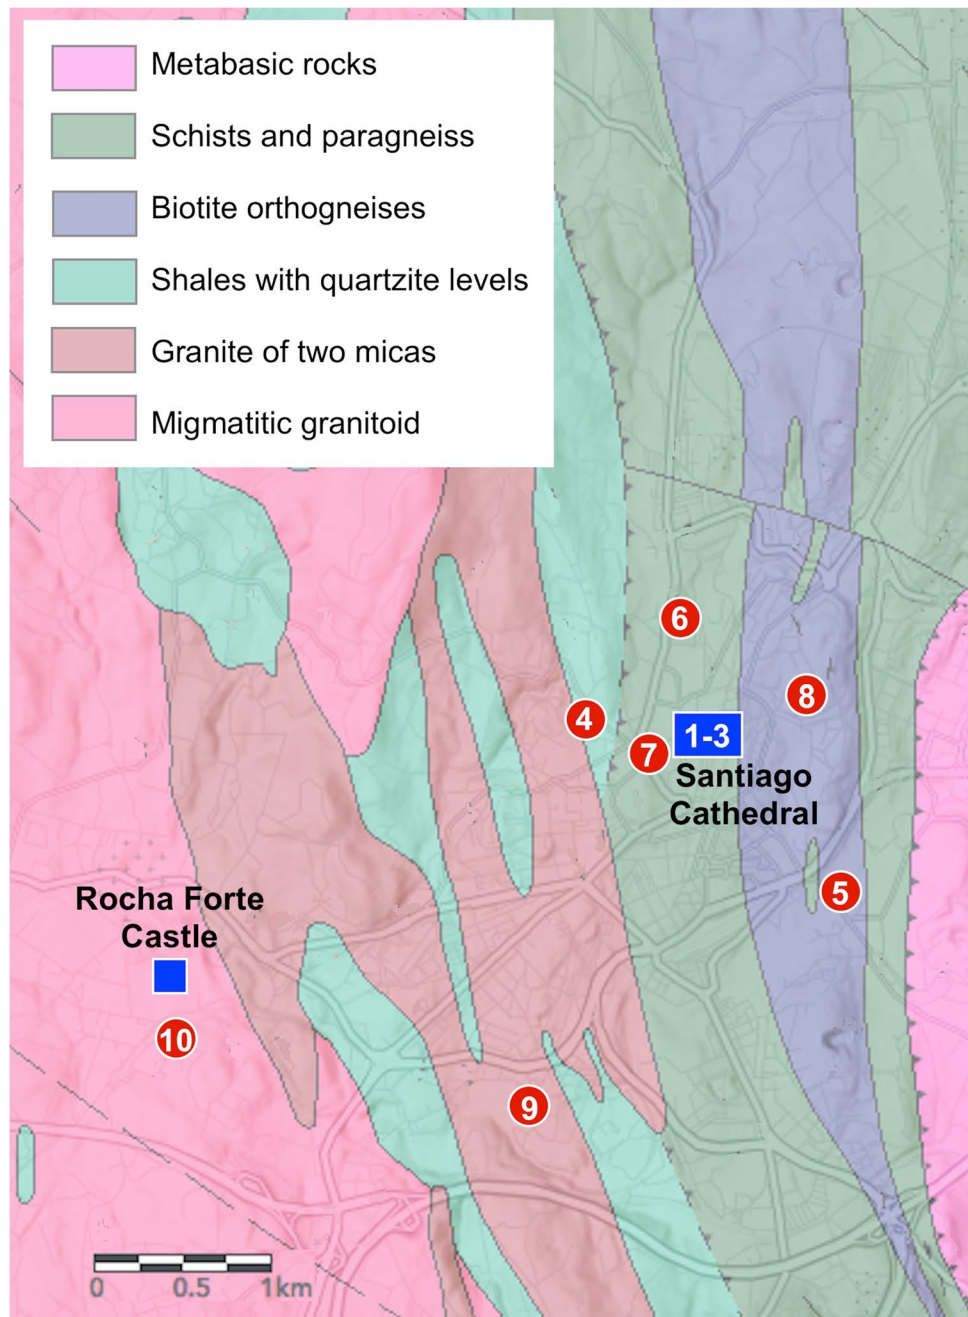 Metabasic rocks
Schists and paragneiss
Biotite orthogneises
Shales with quartzite levels
Granite of two micas
Migmatitic granitoid
6
8
4
1-3
7
Santiago
Cathedral
5
Rocha Forte
Castle
10
9
0 0.5 1km